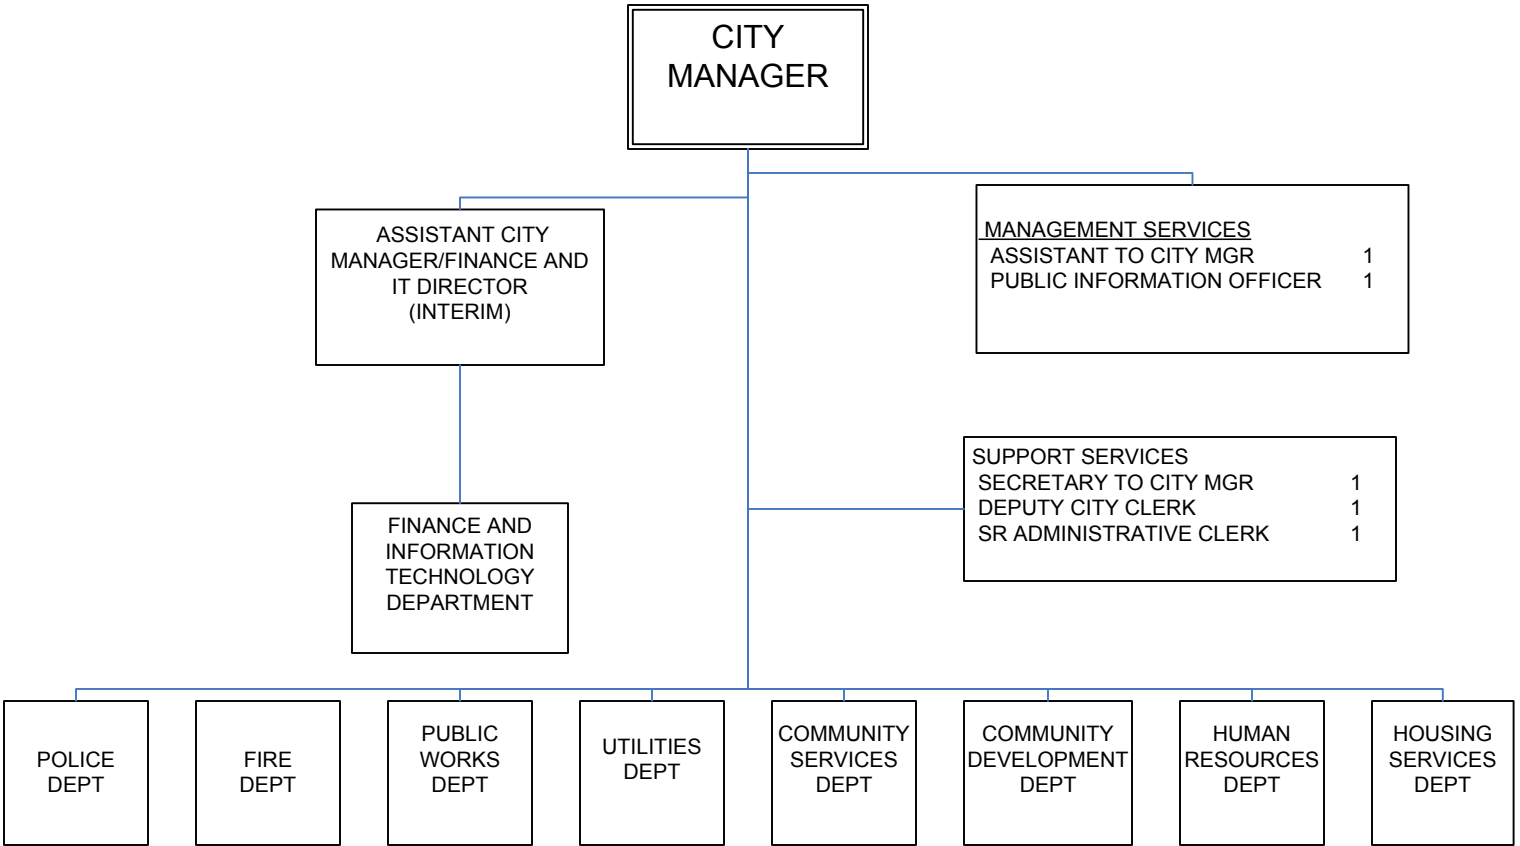 CITY
MANAGER
ASSISTANT CITY
MANAGER/FINANCE AND
IT DIRECTOR
(INTERIM)
MANAGEMENT SERVICES
ASSISTANT TO CITY MGR 1
PUBLIC INFORMATION OFFICER 1
SUPPORT SERVICES
SECRETARY TO CITY MGR 1
DEPUTY CITY CLERK 1
SR ADMINISTRATIVE CLERK 1
FINANCE AND
INFORMATION
TECHNOLOGY
DEPARTMENT
POLICE
DEPT
FIRE
DEPT
PUBLIC
WORKS
DEPT
UTILITIES
DEPT
COMMUNITY
SERVICES
DEPT
COMMUNITY
DEVELOPMENT
DEPT
HUMAN
RESOURCES
DEPT
HOUSING
SERVICES
DEPT